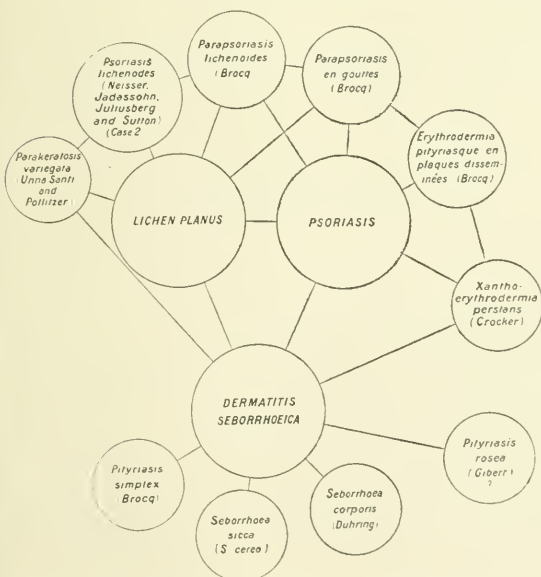 Parapsoriasis
lichenoides
(Brocq
Psoriasis
lichenodes
(Neisser,
Jadassohn,
Juliusberg
and Sutton)
(Case 2
Parapsoriasis
en gouttes
(Brocq)
Parakeratosis
variegata
(Unna Santi
and
Pollitzer)
Erythrodermia
pityriasque en
plaques dissem-
inées (Brocq)
LICHEN PLANUS
PSORIASIS
Xantho-
erythrodermia
perstans
(Crocker)
DERMATITIS
SEBORRHOEICA
Pityriasis
simplex
(Brocq)
Seborrhoea
sicca
(S cerea)
Seborrhoea
corporis
(Duhring)
Pityriasis
rosea
(Gibert)
?